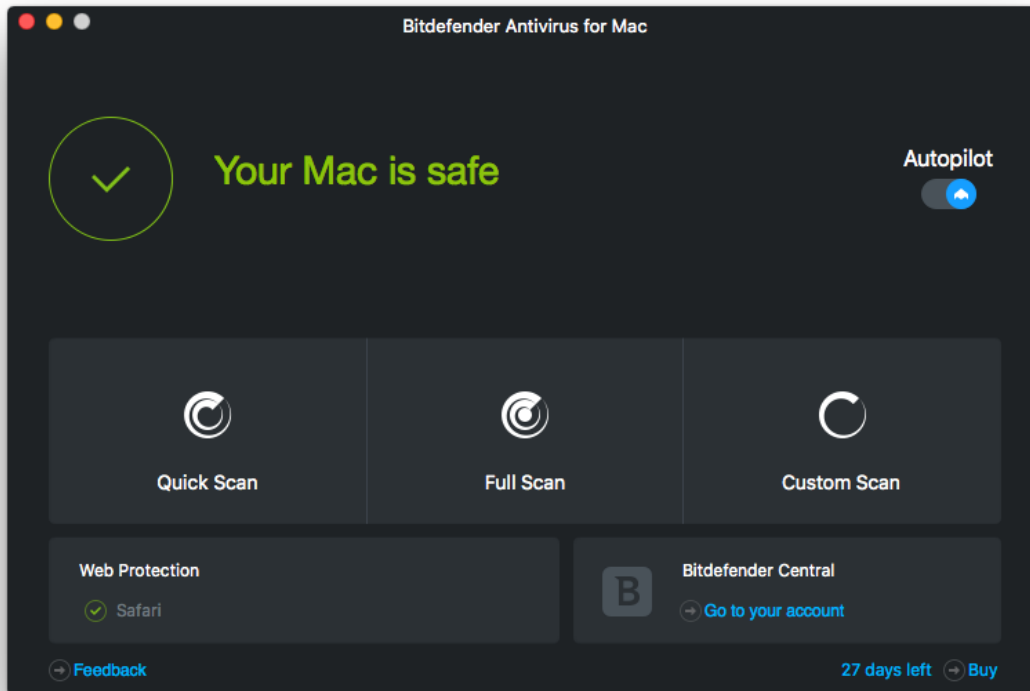 Bitdefender Antivirus for Mac
Your Mac is safe
Autopilot
Quick Scan
Full Scan
Custom Scan
Web Protection
Safari
B
Bitdefender Central
Go to your account
Feedback
27 days left
Buy